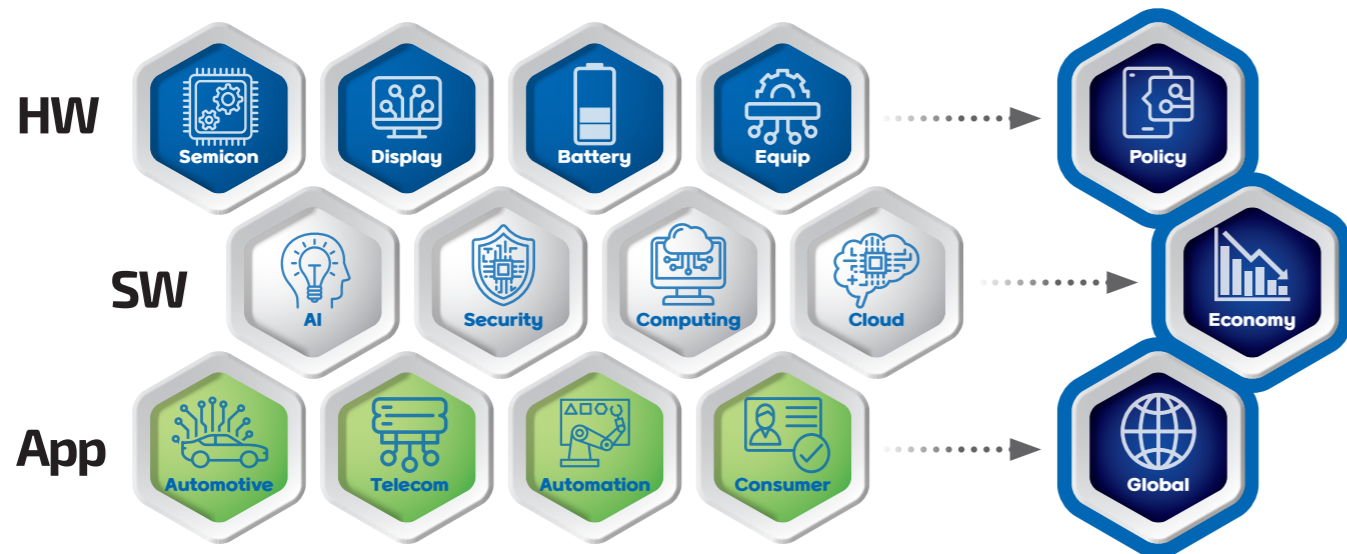 HW
Semicon
Display
Battery
Equip
Policy
SW
AI
Security
Computing
Cloud
Economy
App
Automotive
Telecom
Automation
Consumer
Global